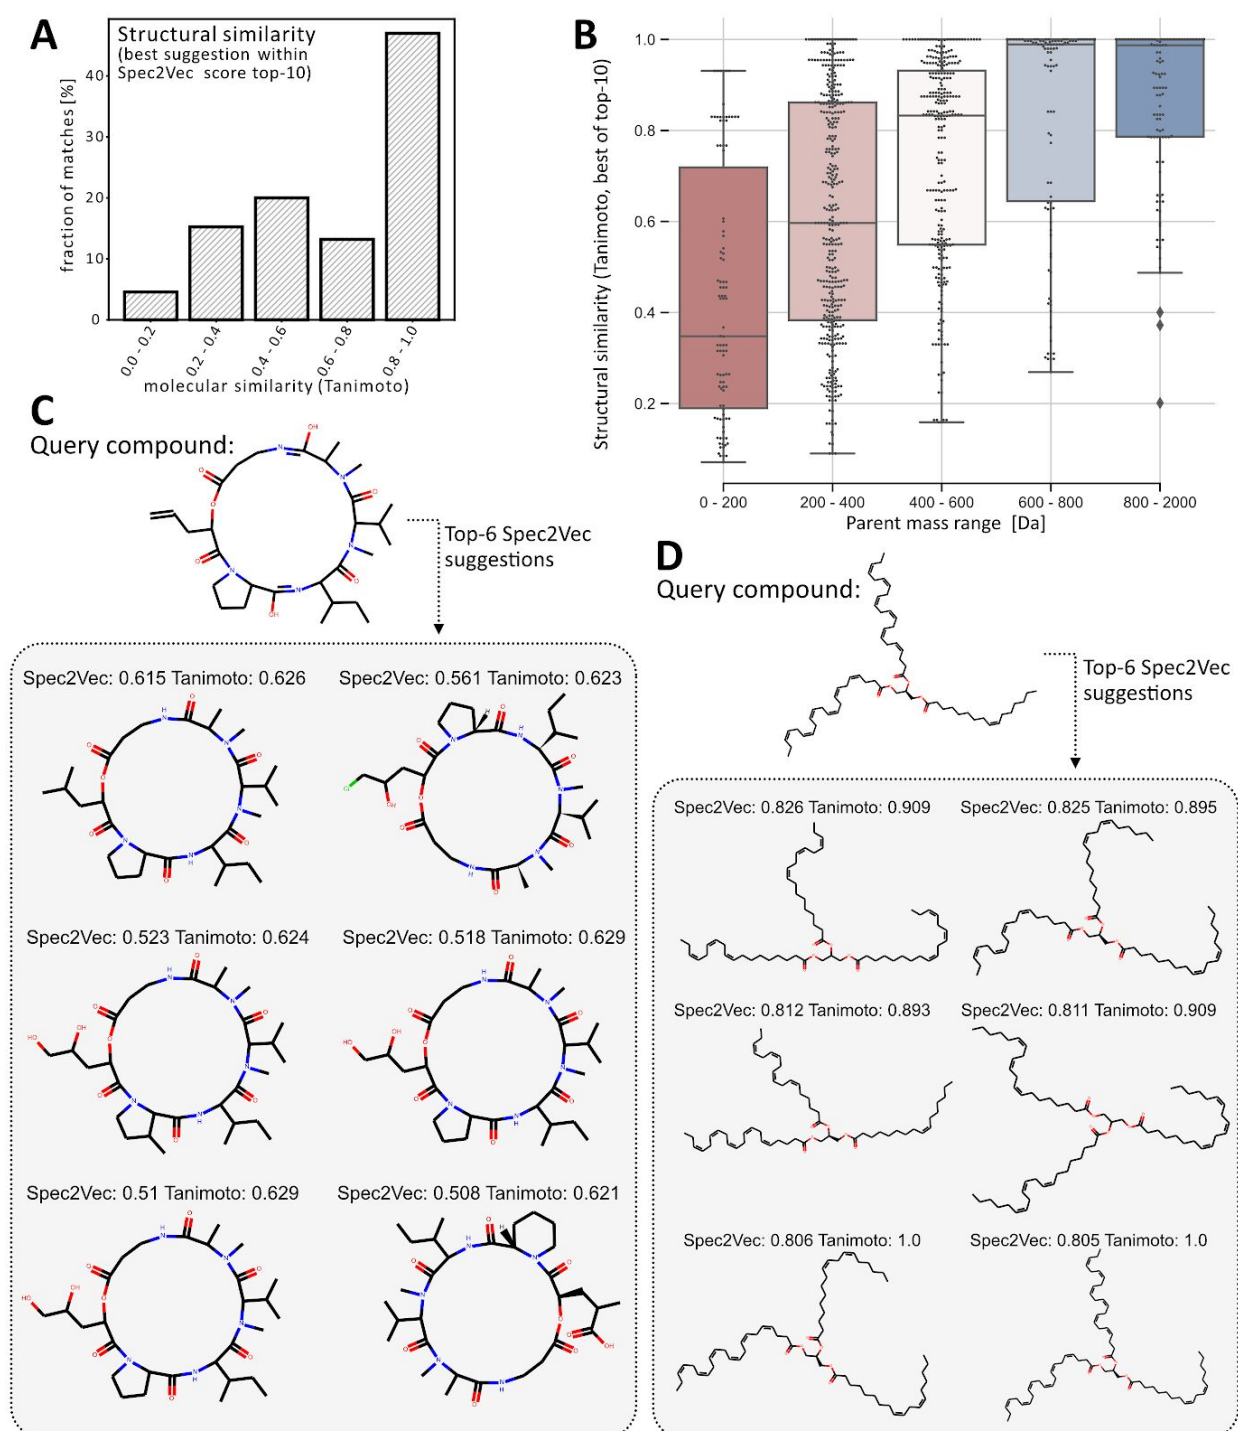 A
Structural similarity
(best suggestion within
Spec2Vec score top-10)
fraction of matches [%]
40
30
20
10
0
0.0 - 0.2
0.2 - 0.4
0.4 - 0.6
0.6 - 0.8
0.8 - 1.0
molecular similarity (Tanimoto)
B
Structural similarity (Tanimoto, best of top-10)
1.0
0.8
0.6
0.4
0.2
0 - 200
200 - 400
400 - 600
600 - 800
800 - 2000
Parent mass range [Da]
C
Query compound:
Top-6 Spec2Vec
suggestions
Spec2Vec: 0.615 Tanimoto: 0.626
Spec2Vec: 0.561 Tanimoto: 0.623
Spec2Vec: 0.523 Tanimoto: 0.624
Spec2Vec: 0.518 Tanimoto: 0.629
Spec2Vec: 0.51 Tanimoto: 0.629
Spec2Vec: 0.508 Tanimoto: 0.621
D
Query compound:
Top-6 Spec2Vec
suggestions
Spec2Vec: 0.826 Tanimoto: 0.909
Spec2Vec: 0.825 Tanimoto: 0.895
Spec2Vec: 0.812 Tanimoto: 0.893
Spec2Vec: 0.811 Tanimoto: 0.909
Spec2Vec: 0.806 Tanimoto: 1.0
Spec2Vec: 0.805 Tanimoto: 1.0